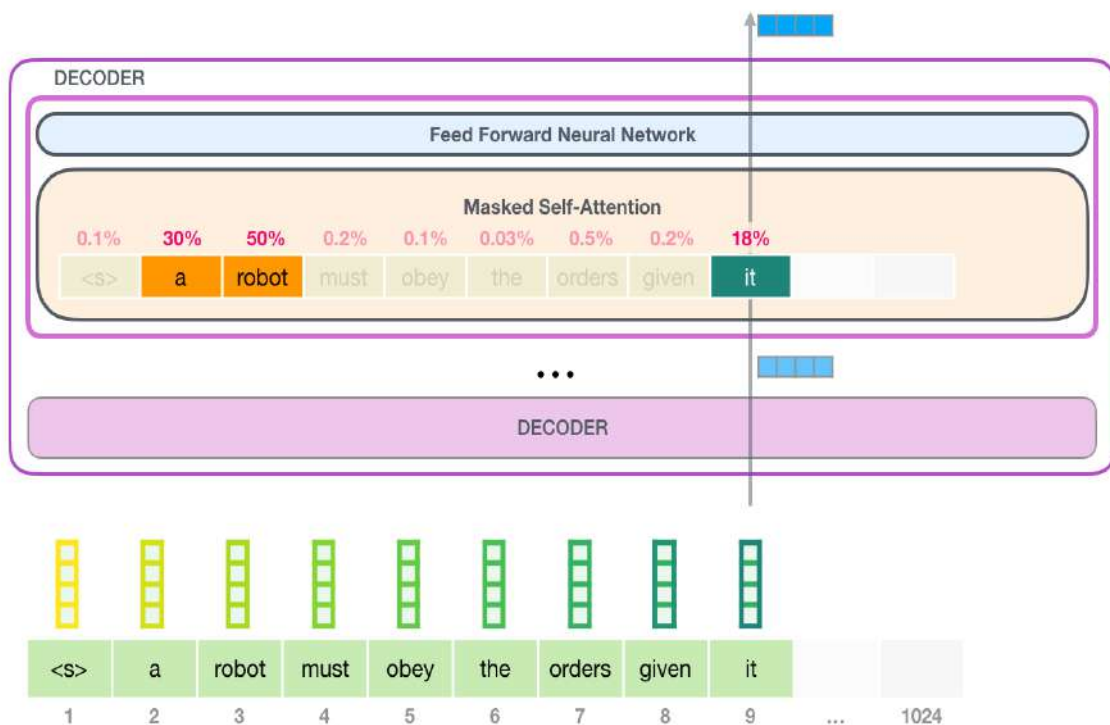 DECODER
Feed Forward Neural Network
Masked Self-Attention
0.1% 30% 50% 0.2% 0.1% 0.03% 0.5% 0.2% 18%
<s> a robot must obey the orders given it
...
DECODER
<s> a robot must obey the orders given it
1 2 3 4 5 6 7 8 9 ... 1024